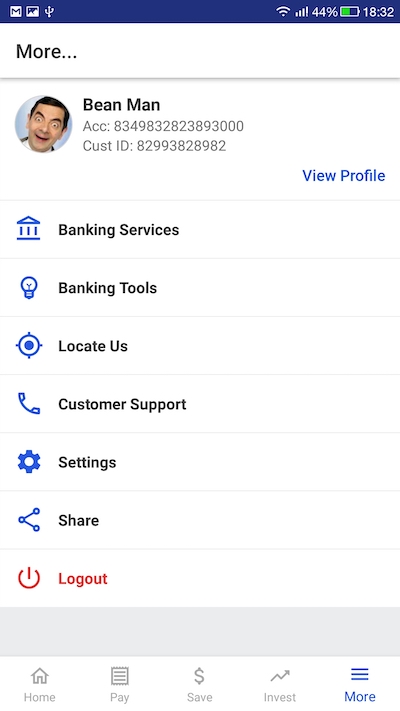 44% 18:32
More...
Bean Man
Acc: 8349832823893000
Cust ID: 82993828982
View Profile
Banking Services
Banking Tools
Locate Us
Customer Support
Settings
Share
Logout
Home Pay Save Invest More